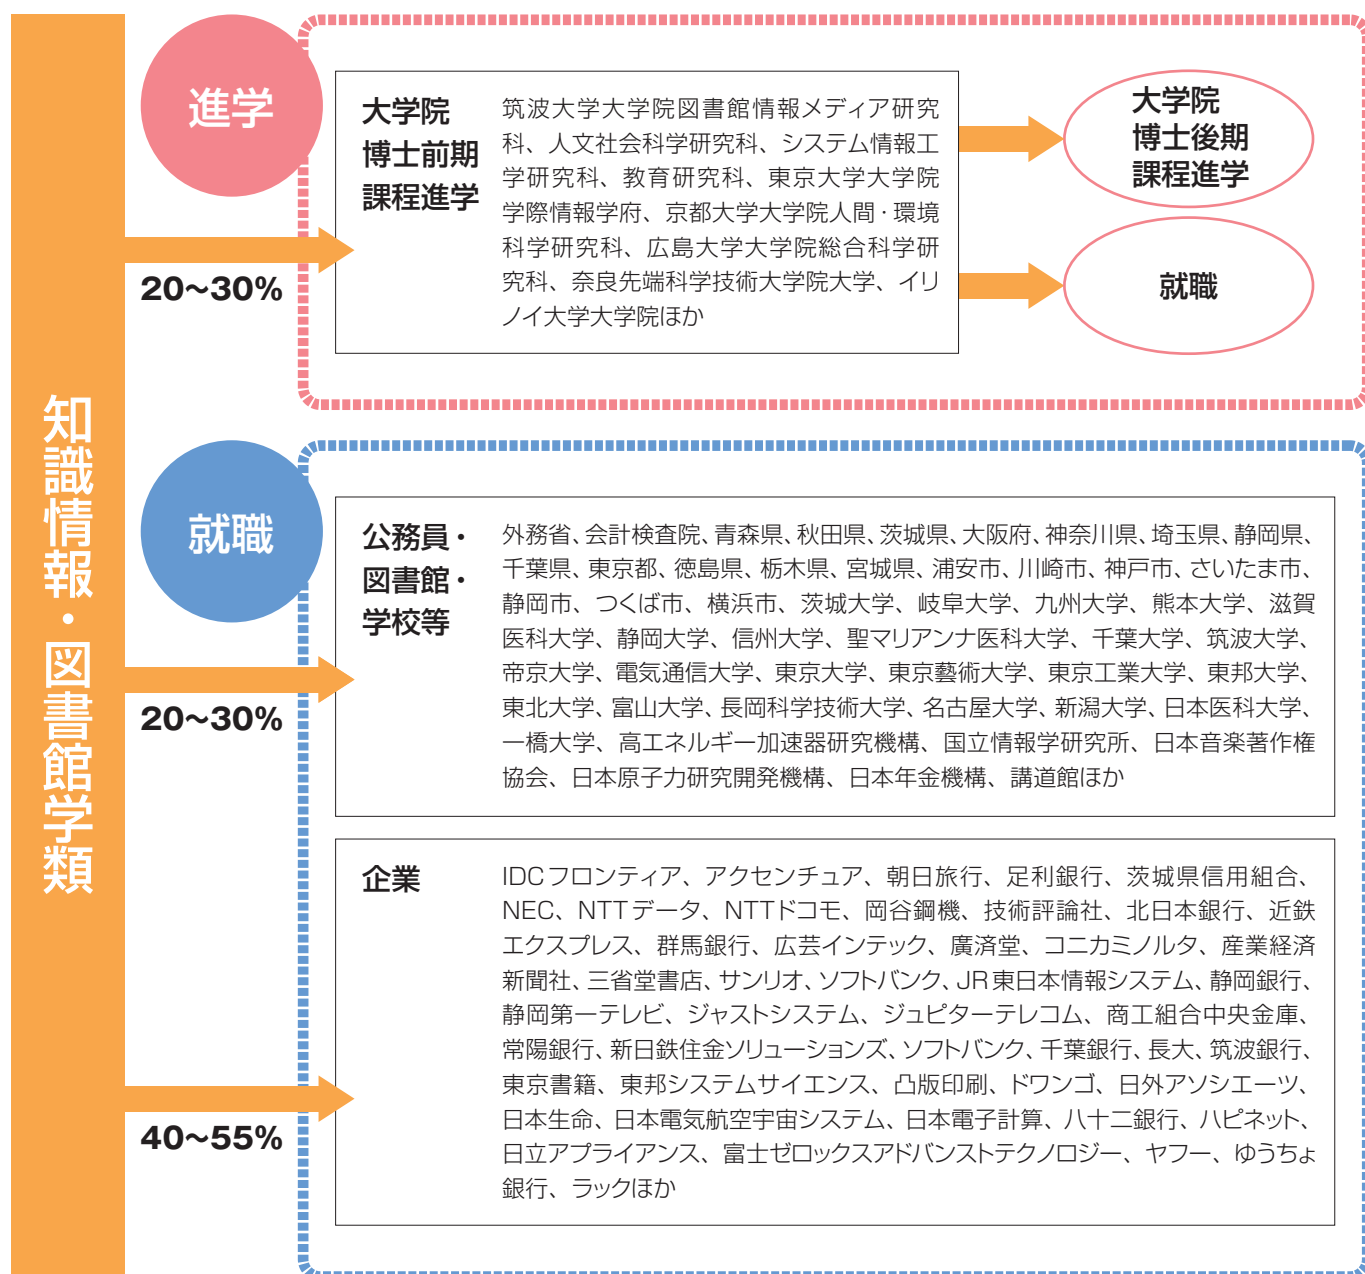 知識情報・図書館学類
進学
20～30%
大学院
博士前期
課程進学
筑波大学大学院図書館情報メディア研究
科、人文社会科学研究科、システム情報工
学研究科、教育研究科、東京大学大学院
学際情報学府、京都大学大学院人間・環境
科学研究科、広島大学大学院総合科学研
究科、奈良先端科学技術大学院大学、イリ
ノイ大学大学院ほか
大学院
博士後期
課程進学
就職
就職
20～30%
公務員・
図書館・
学校等
外務省、会計検査院、青森県、秋田県、茨城県、大阪府、神奈川県、埼玉県、静岡県、
千葉県、東京都、徳島県、栃木県、宮城県、浦安市、川崎市、神戸市、さいたま市、
静岡市、つくば市、横浜市、茨城大学、岐阜大学、九州大学、熊本大学、滋賀
医科大学、静岡大学、信州大学、聖マリアンナ医科大学、千葉大学、筑波大学、
帝京大学、電気通信大学、東京大学、東京藝術大学、東京工業大学、東邦大学、
東北大学、富山大学、長岡科学技術大学、名古屋大学、新潟大学、日本医科大学、
一橋大学、高エネルギー加速器研究機構、国立情報学研究所、日本音楽著作権
協会、日本原子力研究開発機構、日本年金機構、講道館ほか
40～55%
企業
IDCフロンティア、アクセンチュア、朝日旅行、足利銀行、茨城県信用組合、
NEC、NTTデータ、NTTドコモ、岡谷鋼機、技術評論社、北日本銀行、近鉄
エクスプレス、群馬銀行、広芸インテック、廣済堂、コニカミノルタ、産業経済
新聞社、三省堂書店、サンリオ、ソフトバンク、JR東日本情報システム、静岡銀行、
静岡第一テレビ、ジャストシステム、ジュピターテレコム、商工組合中央金庫、
常陽銀行、新日鉄住金ソリューションズ、ソフトバンク、千葉銀行、長大、筑波銀行、
東京書籍、東邦システムサイエンス、凸版印刷、ドワンゴ、日外アソシエーツ、
日本生命、日本電気航空宇宙システム、日本電子計算、八十二銀行、ハピネット、
日立アプライアンス、富士ゼロックスアドバンストテクノロジー、ヤフー、ゆうちょ
銀行、ラックほか